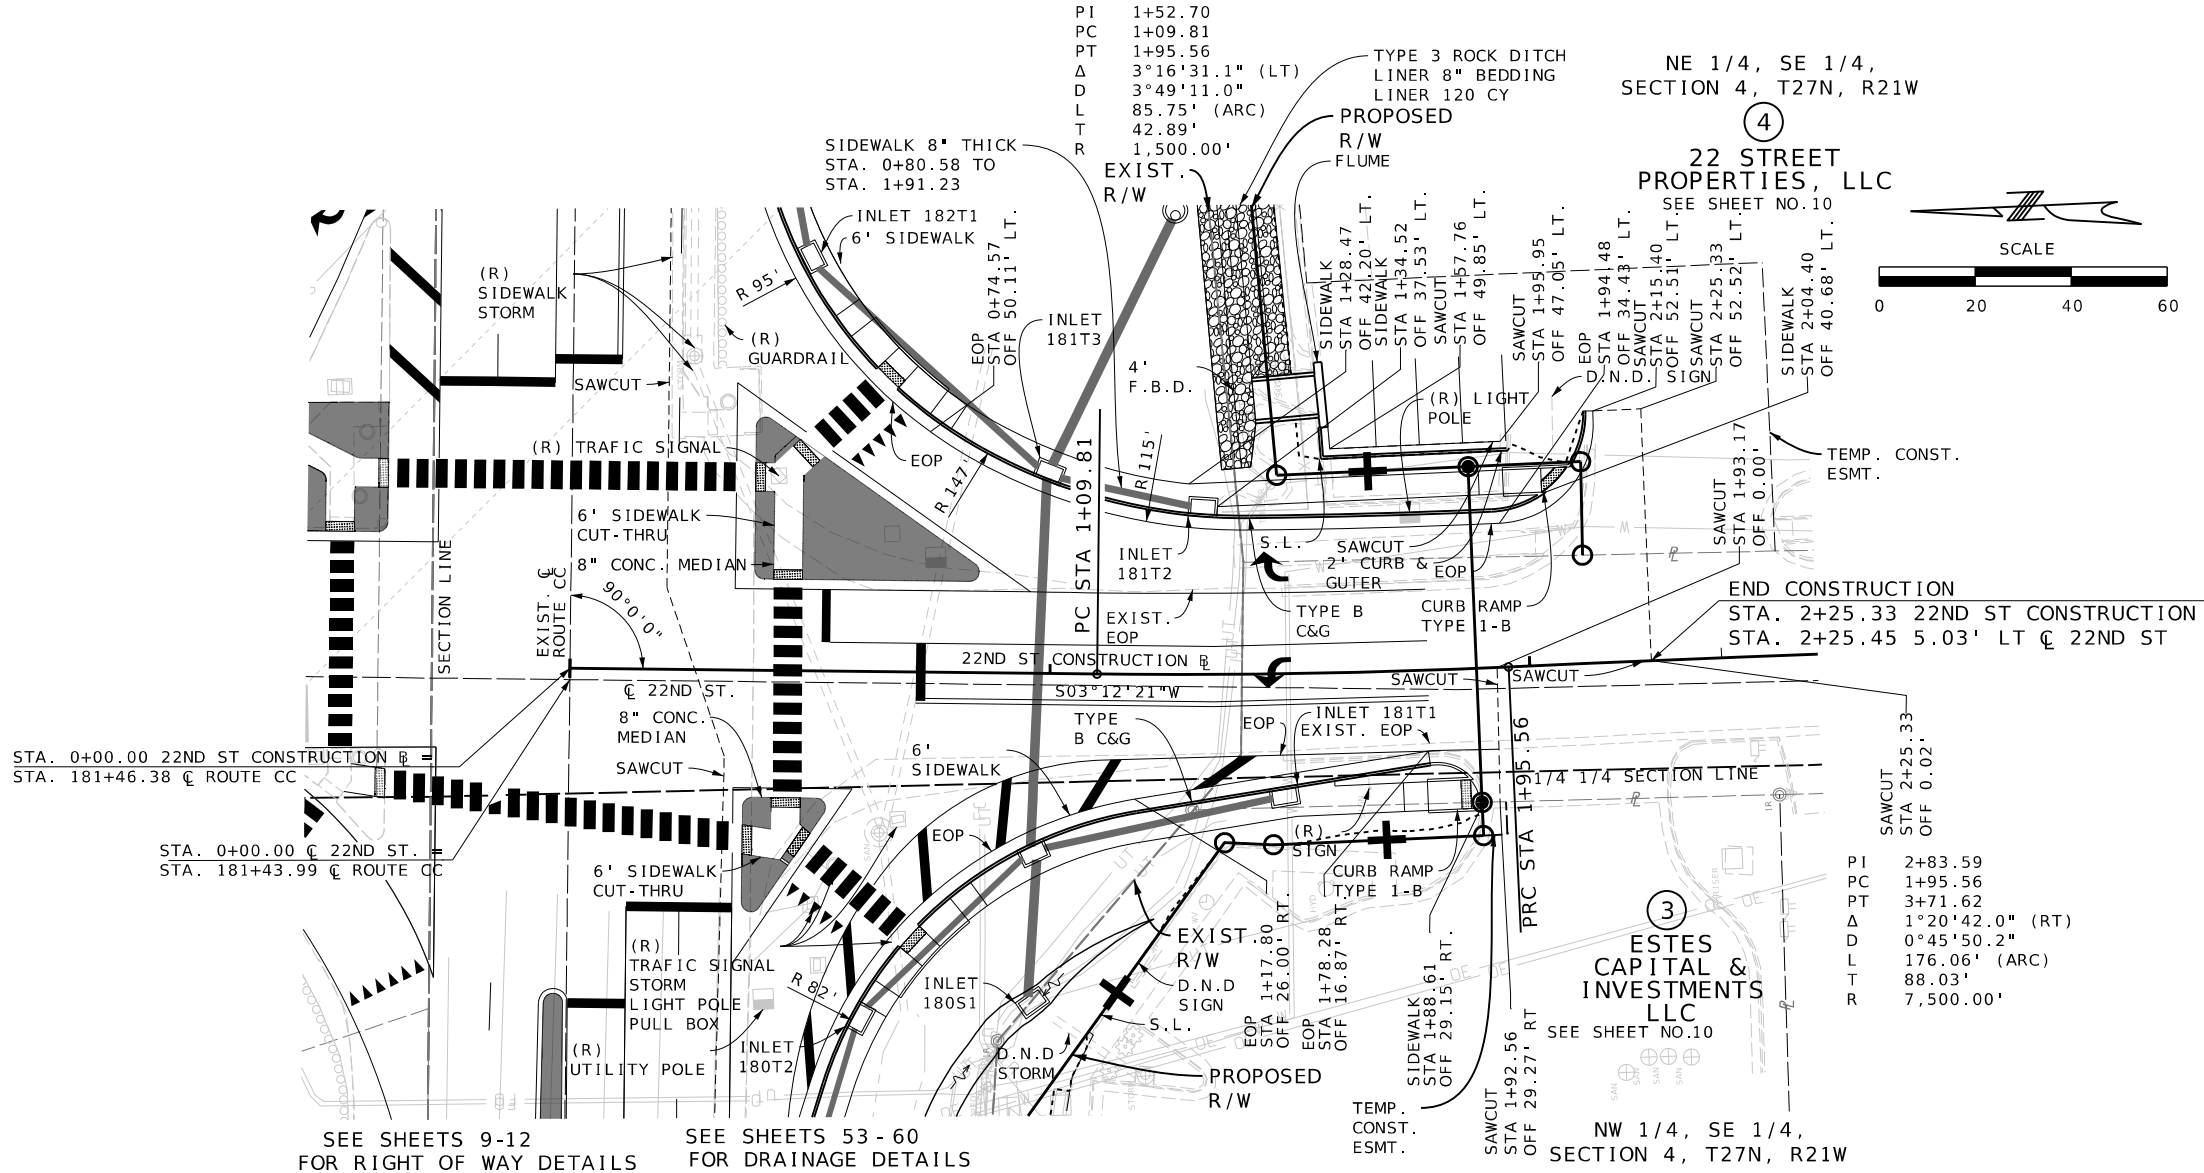 PI 1+52.70
PC 1+09.81
PT 1+95.56
Δ 3°16'31.1" (LT)
D 3°49'11.0"
L 85.75' (ARC)
T 42.89'
R 1,500.00'
TYPE 3 ROCK DITCH
LINER 8" BEDDING
LINER 120 CY
PROPOSED
R/W
FLUME
EXIST.
R/W
NE 1/4, SE 1/4,
SECTION 4, T27N, R21W
4
22 STREET
PROPERTIES, LLC
SEE SHEET NO.10
SCALE
0 20 40 60
SIDEWALK 8" THICK
STA. 0+80.58 TO
STA. 1+91.23
INLET 182T1
6' SIDEWALK
R 95'
(R)
SIDEWALK
STORM
(R)
GUARDRAIL
SAWCUT
EOP
STA 0+74.57
OFF 50.11' LT.
INLET
181T3
4'
F.B.D.
SIDEWALK
STA 1+28.47
OFF 42.20' LT.
SIDEWALK
STA 1+34.52
OFF 37.53' LT.
SAWCUT
STA 1+57.76
OFF 49.85' LT.
SAWCUT
STA 1+95.95
OFF 47.05' LT.
EOP
STA 1+94.48
OFF 34.43' LT.
SAWCUT
STA 2+15.40
OFF 52.51' LT.
SAWCUT
STA 2+25.33
OFF 52.52' LT.
SIDEWALK
STA 2+04.40
OFF 40.68' LT.
D.N.D. SIGN
(R) LIGHT
POLE
TEMP. CONST.
ESMT.
SAWCUT
STA 1+93.17
OFF 0.00'
(R) TRAFIC SIGNAL
EOP
R 147'
R 115'
PC STA 1+09.81
6' SIDEWALK
CUT-THRU
8" CONC. MEDIAN
INLET
181T2
S.L.
SAWCUT
2' CURB &
GUTER
EOP
TYPE B
C&G
CURB RAMP
TYPE 1-B
EXIST.
EOP
SECTION LINE
EXIST. ℄
ROUTE CC
90°0'0"
END CONSTRUCTION
STA. 2+25.33 22ND ST CONSTRUCTION
STA. 2+25.45 5.03' LT ℄ 22ND ST
22ND ST CONSTRUCTION BL
℄ 22ND ST.
S03°12'21"W
SAWCUT
SAWCUT
8" CONC.
MEDIAN
TYPE
B C&G
EOP
INLET 181T1
EXIST. EOP
STA. 0+00.00 22ND ST CONSTRUCTION BL =
STA. 181+46.38 ℄ ROUTE CC
SAWCUT
6'
SIDEWALK
1/4 1/4 SECTION LINE
PL
PL
PL
PRC STA 1+95.56
SAWCUT
STA 2+25.33
OFF 0.02'
STA. 0+00.00 ℄ 22ND ST. =
STA. 181+43.99 ℄ ROUTE CC
EOP
6' SIDEWALK
CUT-THRU
(R)
SIGN
CURB RAMP
TYPE 1-B
PI 2+83.59
PC 1+95.56
PT 3+71.62
Δ 1°20'42.0" (RT)
D 0°45'50.2"
L 176.06' (ARC)
T 88.03'
R 7,500.00'
3
ESTES
CAPITAL &
INVESTMENTS
LLC
SEE SHEET NO.10
(R)
TRAFIC SIGNAL
STORM
LIGHT POLE
PULL BOX
R 82'
INLET
180S1
EXIST.
R/W
D.N.D
SIGN
S.L.
EOP
STA 1+17.80
OFF 26.00' RT.
EOP
STA 1+78.28
OFF 16.87' RT.
SIDEWALK
STA 1+88.61
OFF 29.15' RT.
SAWCUT
STA 1+92.56
OFF 29.27' RT
(R)
UTILITY POLE
INLET
180T2
D.N.D
STORM
PROPOSED
R/W
TEMP.
CONST.
ESMT.
SAN
SAN
SAN
SAN
SAN
OE
OE
OE
UT
SEE SHEETS 9-12
FOR RIGHT OF WAY DETAILS
SEE SHEETS 53-60
FOR DRAINAGE DETAILS
NW 1/4, SE 1/4,
SECTION 4, T27N, R21W